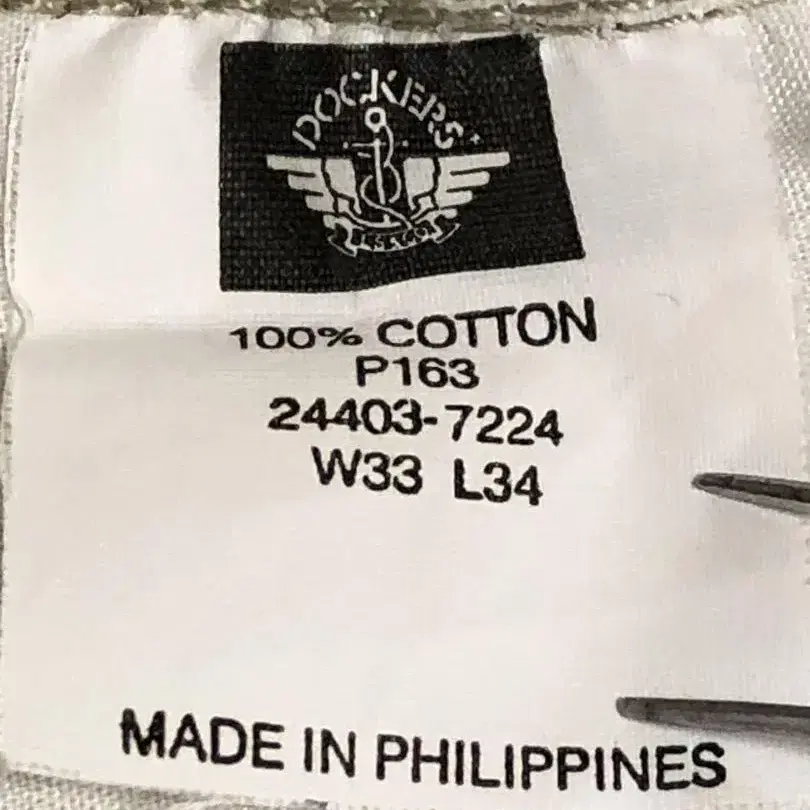 DOCKERS
100% COTTON
P163
24403-7224
W33 L34
MADE IN PHILIPPINES